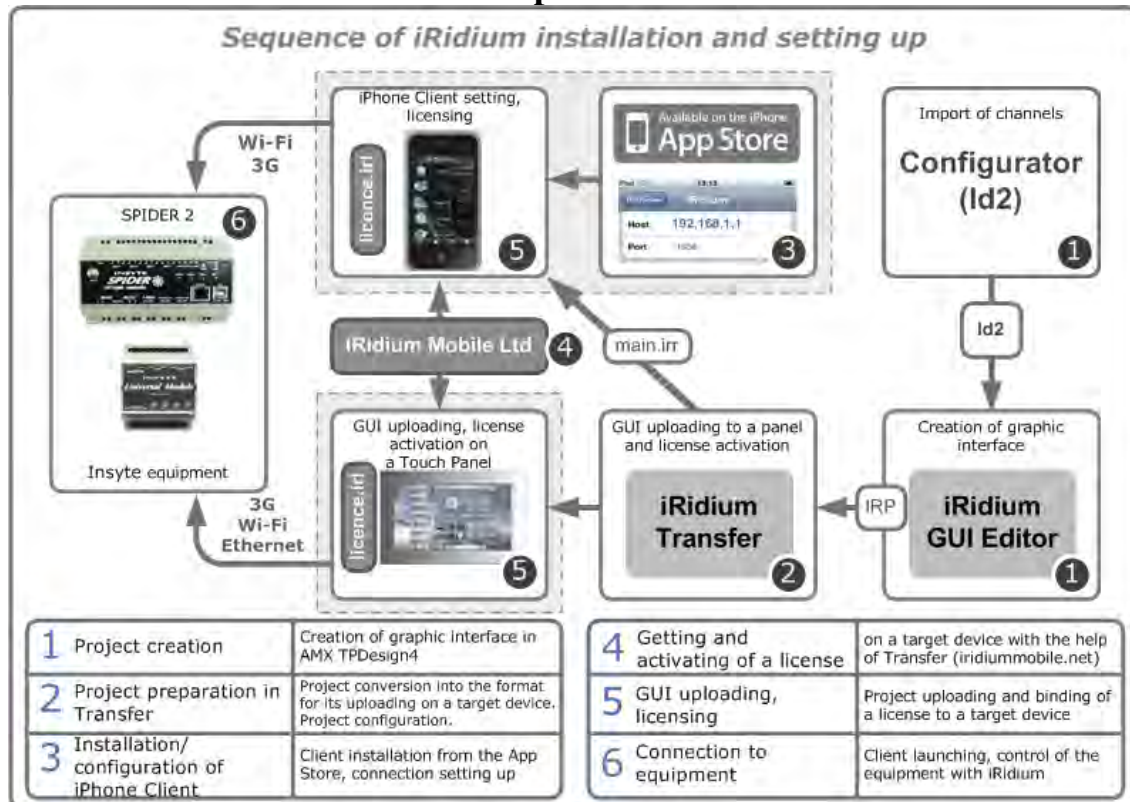 Sequence of iRidium installation and setting up
iPhone Client setting,
licensing
licence.irl
5
Available on the iPhone
App Store
13:13
iRidium
Host
192.168.1.1
Port
3
Import of channels
Configurator
(Id2)
1
Wi-Fi
3G
SPIDER 2
6
INSYTE
SPIDER
Universal Module
Insyte equipment
iRidium Mobile Ltd
4
main.irr
Id2
3G
Wi-Fi
Ethernet
GUI uploading, license
activation on
a Touch Panel
licence.irl
5
GUI uploading to a panel
and license activation
iRidium
Transfer
2
IRP
Creation of graphic
interface
iRidium
GUI Editor
1
1 Project creation
Creation of graphic interface in
AMX TPDesign4
2 Project preparation in
Transfer
Project conversion into the format
for its uploading on a target device.
Project configuration.
3 Installation/
configuration of
iPhone Client
Client installation from the App
Store, connection setting up
4 Getting and
activating of a license
on a target device with the help
of Transfer (iridiummobile.net)
5 GUI uploading,
licensing
Project uploading and binding of
a license to a target device
6 Connection to
equipment
Client launching, control of the
equipment with iRidium